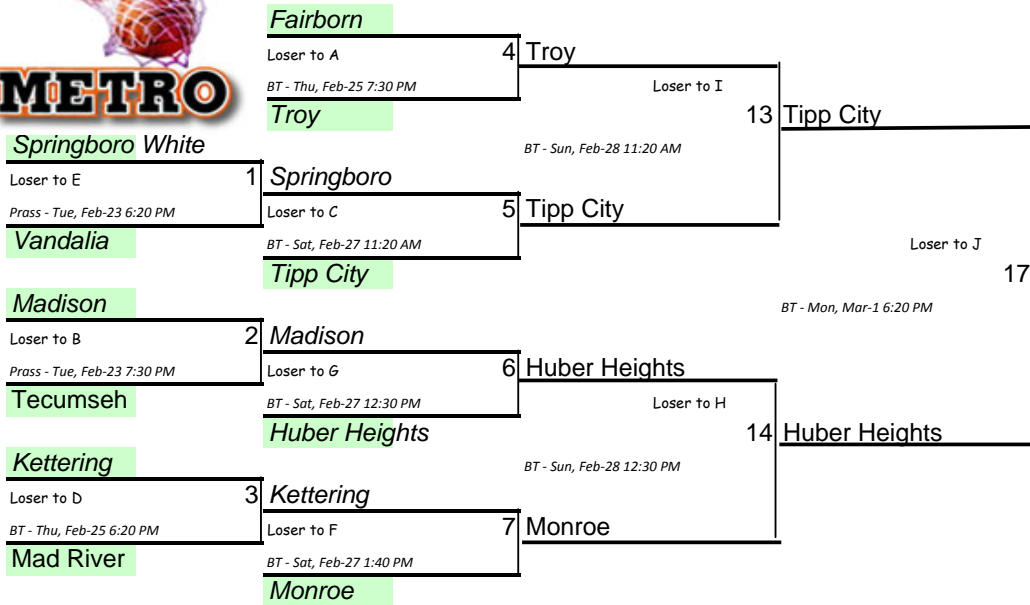 METRO
Fairborn
Loser to A
4
Troy
BT - Thu, Feb-25 7:30 PM
Loser to I
Troy
13
Tipp City
Springboro White
BT - Sun, Feb-28 11:20 AM
Loser to E
1
Springboro
Prass - Tue, Feb-23 6:20 PM
Loser to C
5
Tipp City
Vandalia
BT - Sat, Feb-27 11:20 AM
Loser to J
Tipp City
17
Madison
BT - Mon, Mar-1 6:20 PM
Loser to B
2
Madison
Prass - Tue, Feb-23 7:30 PM
Loser to G
6
Huber Heights
Tecumseh
BT - Sat, Feb-27 12:30 PM
Loser to H
Huber Heights
14
Huber Heights
Kettering
BT - Sun, Feb-28 12:30 PM
Loser to D
3
Kettering
BT - Thu, Feb-25 6:20 PM
Loser to F
7
Monroe
Mad River
BT - Sat, Feb-27 1:40 PM
Monroe